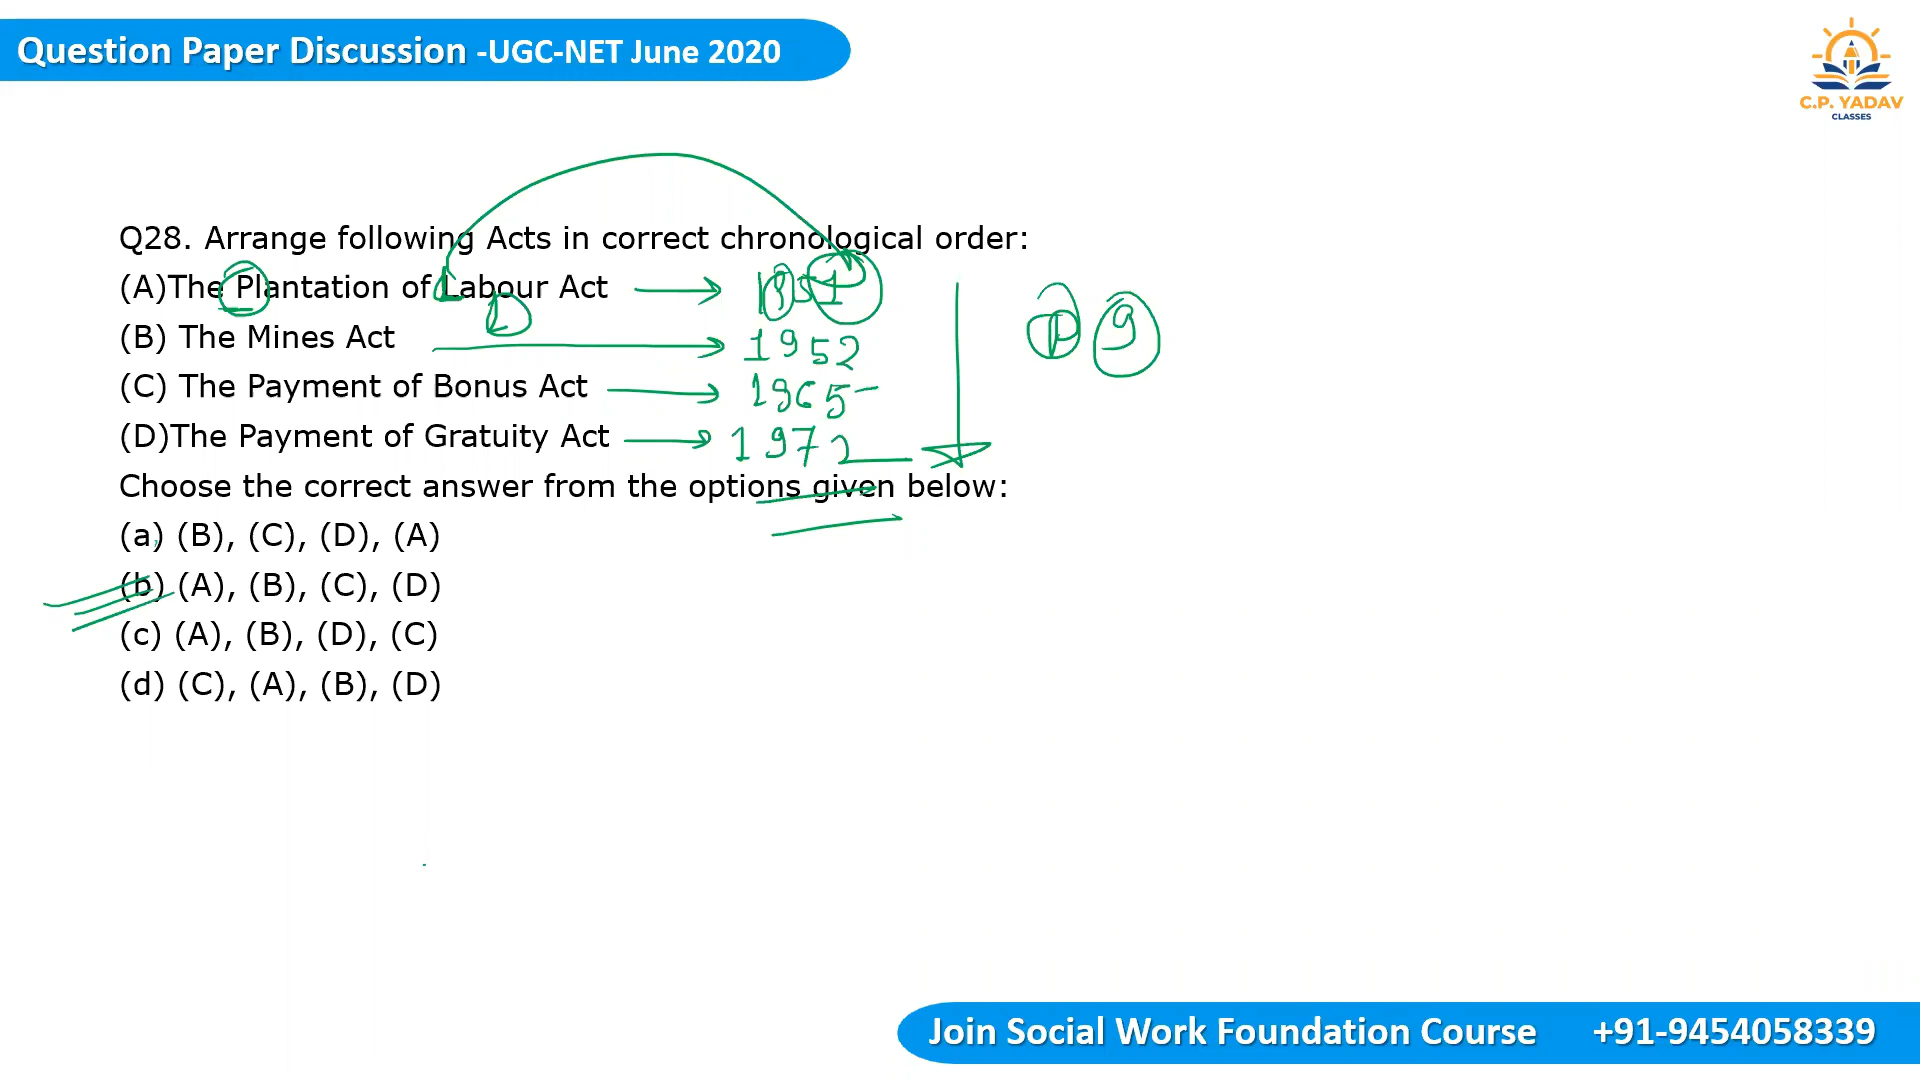 Question Paper Discussion -UGC-NET June 2020
C.P. YADAV
CLASSES
Q28. Arrange following Acts in correct chronological order:
(A)The Plantation of Labour Act 1951
(B) The Mines Act 1952
(C) The Payment of Bonus Act 1965
(D)The Payment of Gratuity Act 1972
P 9
L
Choose the correct answer from the options given below:
(a) (B), (C), (D), (A)
(b) (A), (B), (C), (D)
(c) (A), (B), (D), (C)
(d) (C), (A), (B), (D)
Join Social Work Foundation Course +91-9454058339